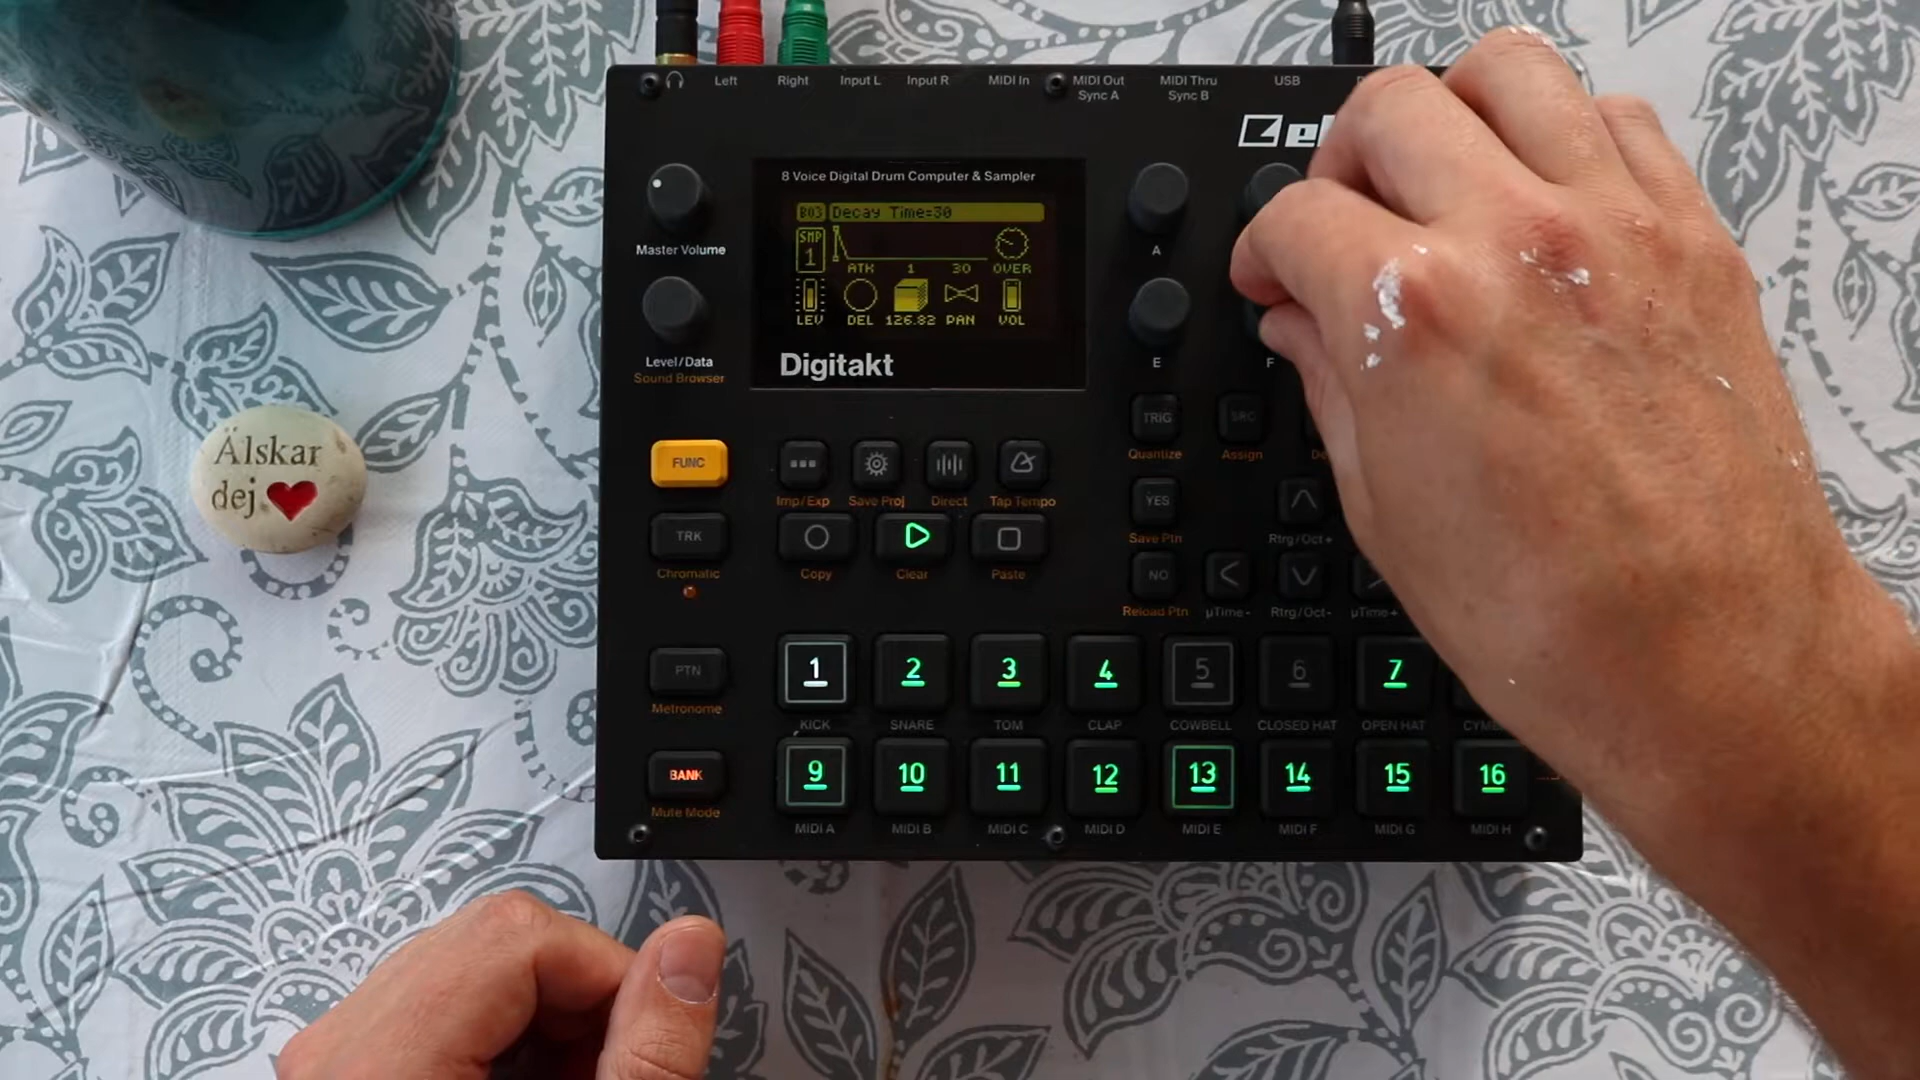 Left Right Input L Input R MIDI In MIDI Out MIDI Thru USB
Sync A Sync B
8 Voice Digital Drum Computer & Sampler
B03 Decay Time=30
SMP
1
ATK 1 30 OVER
LEV DEL 126.82 PAN VOL
Digitakt
Master Volume
Level/Data
Sound Browser
A
E F
Älskar
dej
FUNC
Imp/Exp Save Proj Direct Tap Tempo
TRK
Chromatic
Copy Clear Paste
TRIG SRC
Quantize Assign
YES
Save Ptn Rtrg/Oct+
NO
Reload Ptn µTime- Rtrg/Oct- µTime+
PTN
Metronome
1 2 3 4 5 6 7
KICK SNARE TOM CLAP COWBELL CLOSED HAT OPEN HAT
BANK
Mute Mode
9 10 11 12 13 14 15 16
MIDI A MIDI B MIDI C MIDI D MIDI E MIDI F MIDI G MIDI H